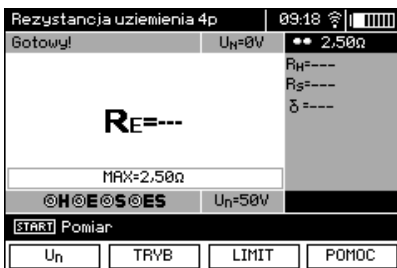 Rezystancja uziemienia 4p 09:18
Gotowy! UN=0V 2,50Ω
RH=---
RS=---
δ=---
RE=---
MAX=2,50Ω
H E S ES Un=50V
START Pomiar
Un TRYB LIMIT POMOC